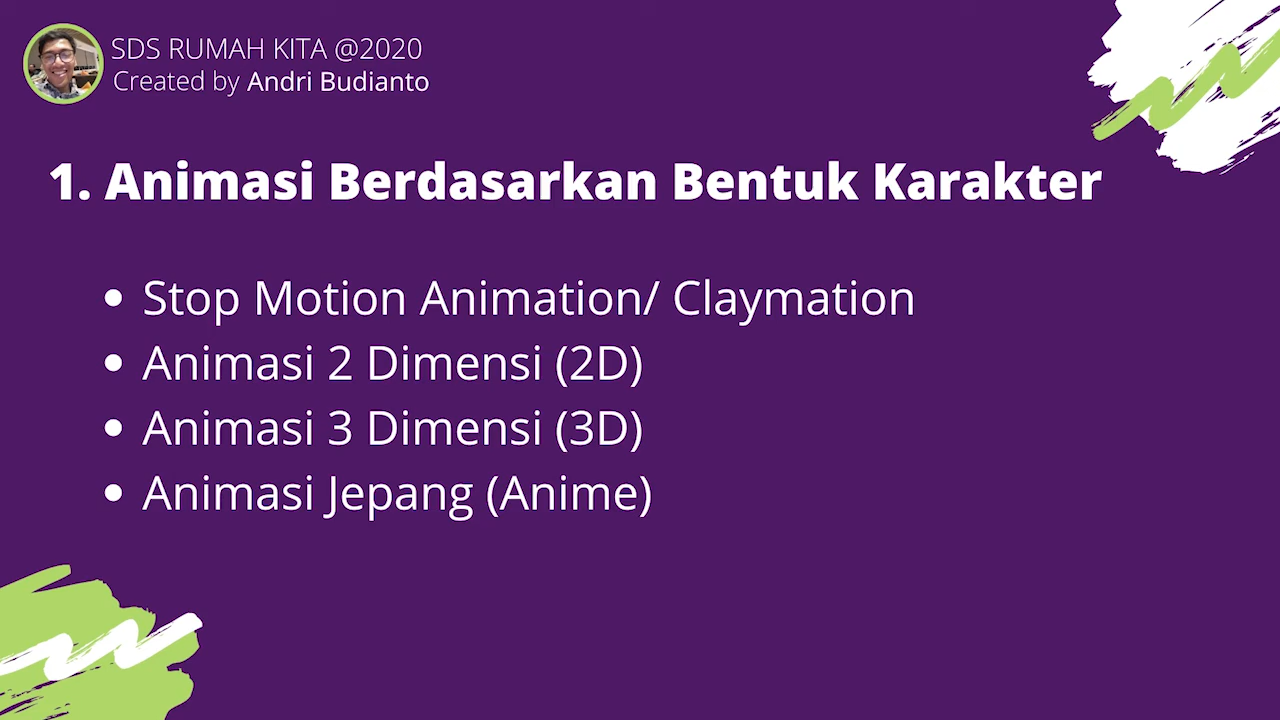 SDS RUMAH KITA @2020
Created by Andri Budianto
1. Animasi Berdasarkan Bentuk Karakter
• Stop Motion Animation/ Claymation
• Animasi 2 Dimensi (2D)
• Animasi 3 Dimensi (3D)
• Animasi Jepang (Anime)